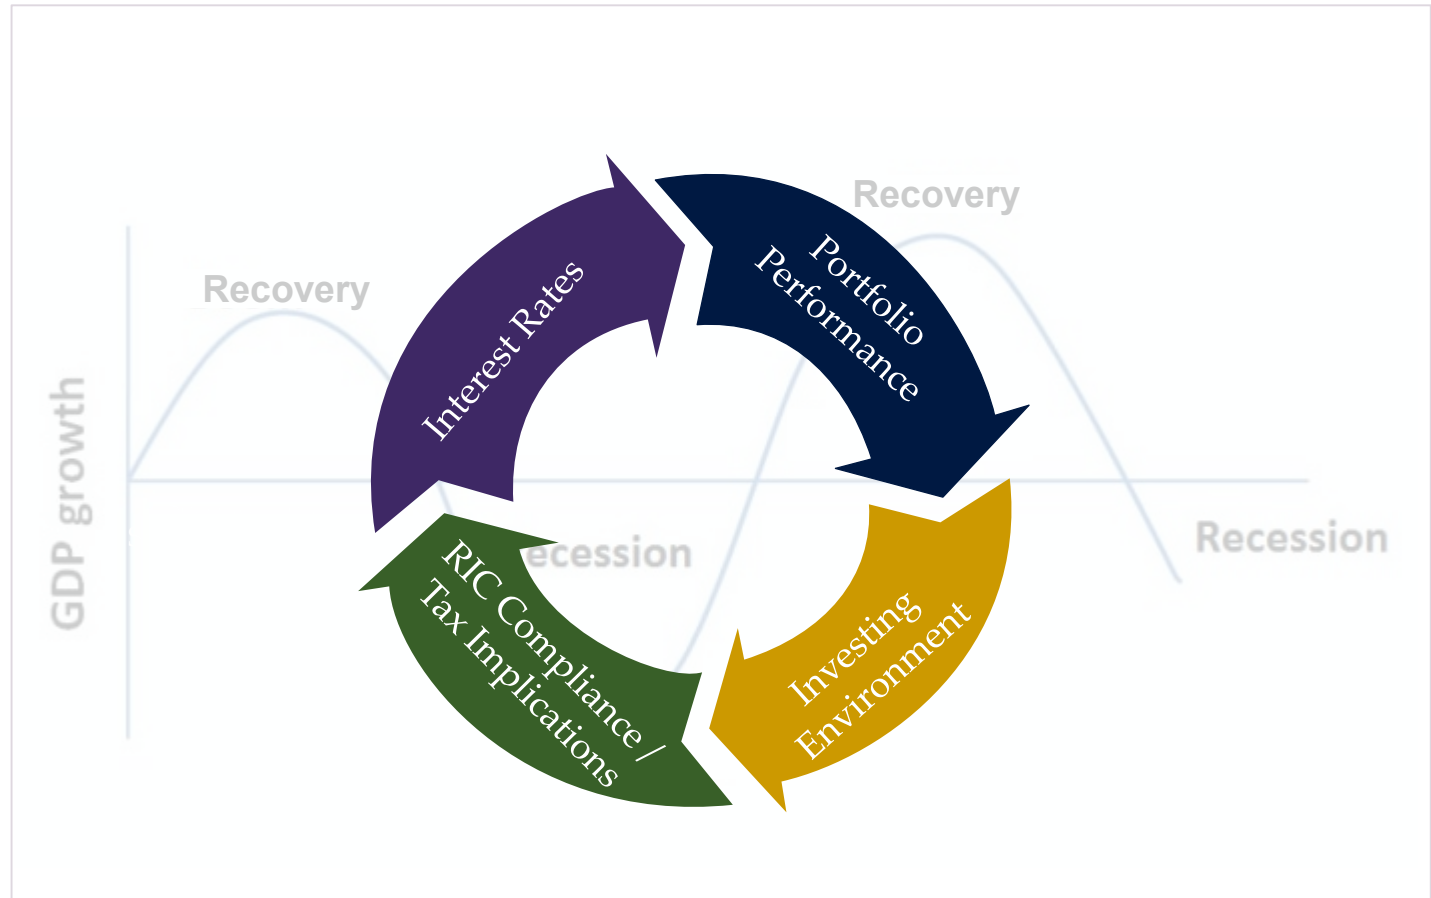 Recovery
Recovery
GDP growth
Interest Rates
Portfolio
Performance
ecession
Recession
RIC Compliance /
Tax Implications
Investing
Environment